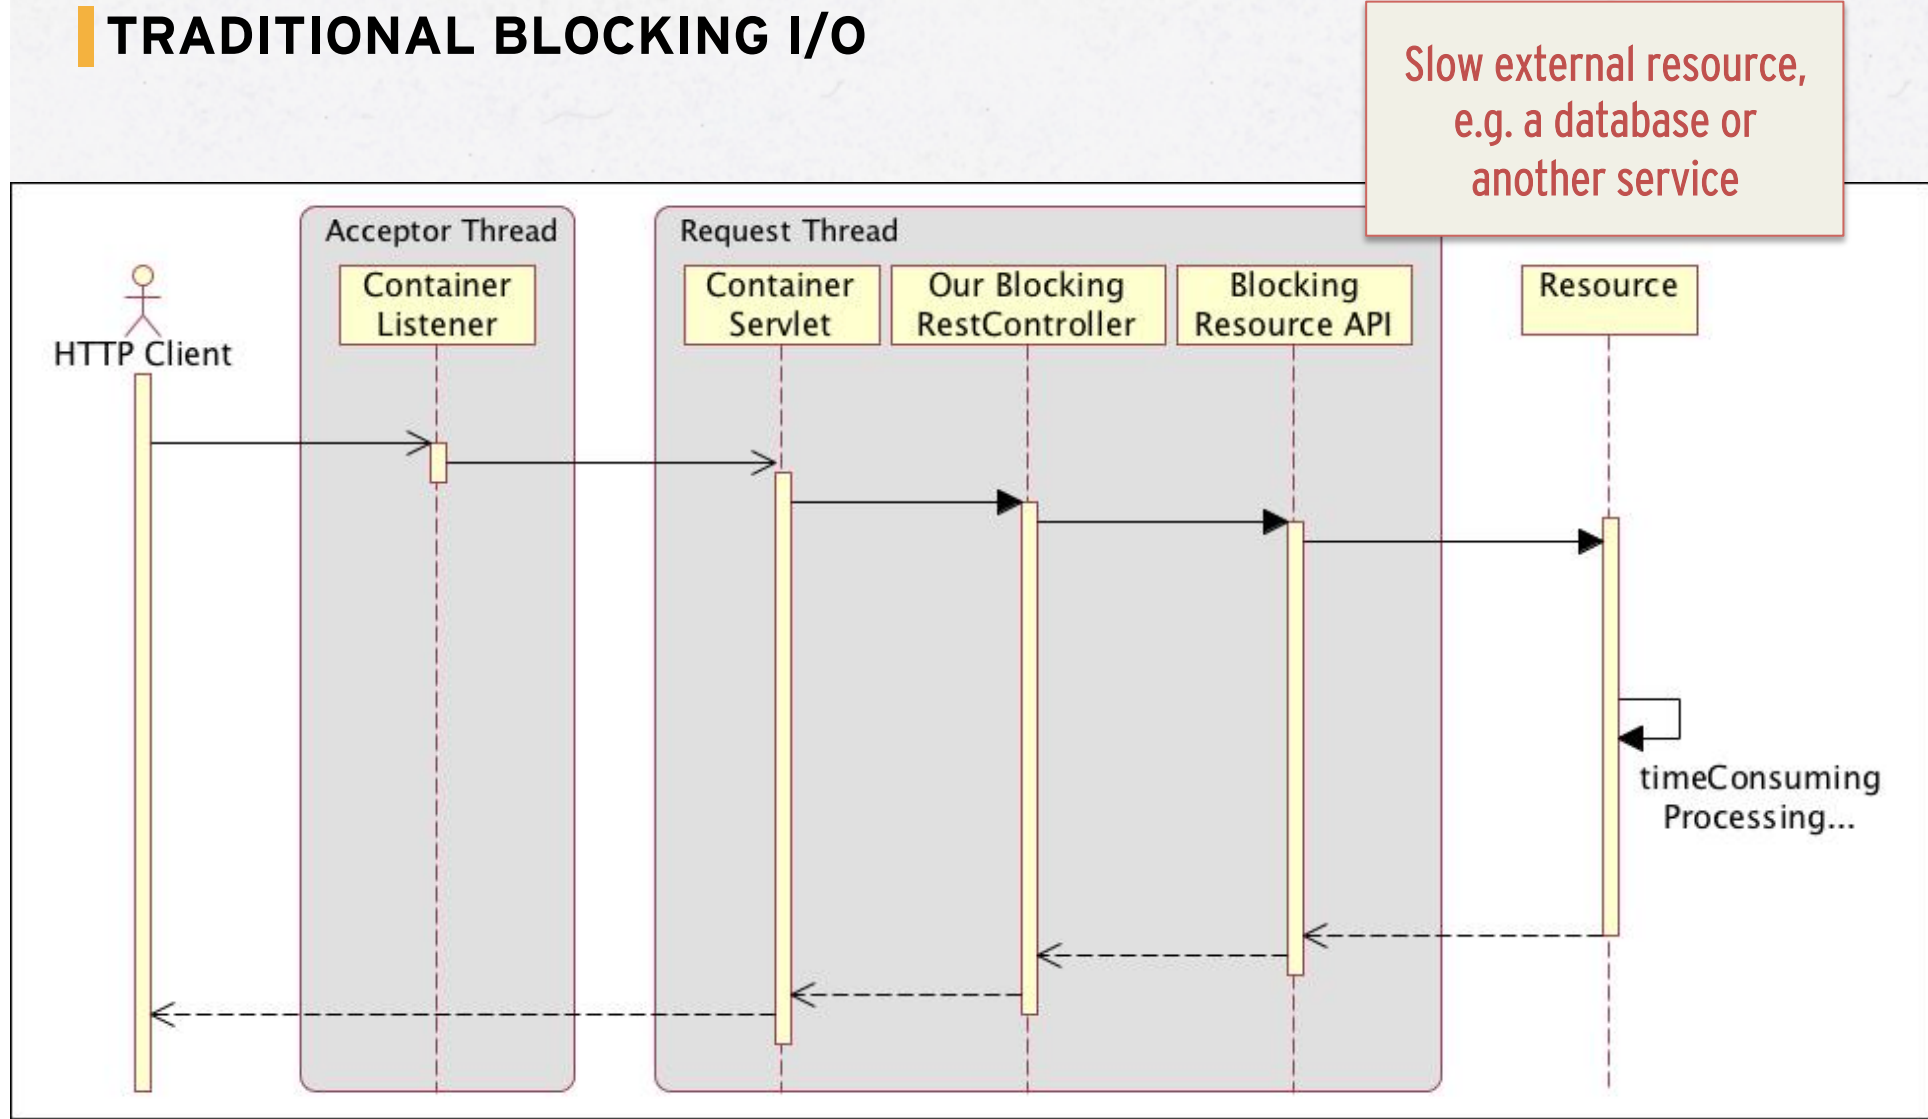 TRADITIONAL BLOCKING I/O
Slow external resource,
e.g. a database or
another service
Acceptor Thread
Request Thread
HTTP Client
Container
Listener
Container
Servlet
Our Blocking
RestController
Blocking
Resource API
Resource
timeConsuming
Processing...